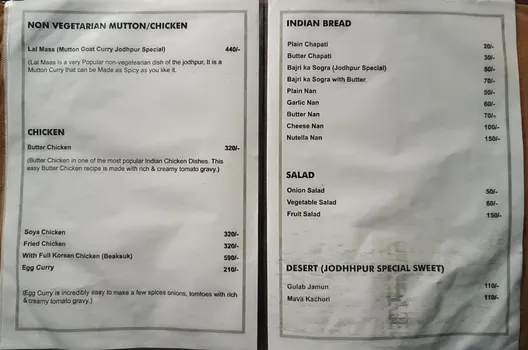 NON VEGETARIAN MUTTON/CHICKEN
Lal Mass (Mutton Goat Curry Jodhpur Special) 440/-
(Lal Mass Is a very Popular non-vegetearian dish of the jodhpur, It is a
Mutton Curry that can be Made as Spicy as you like it.
CHICKEN
Butter Chicken 320/-
(Butter Chicken in one of the most popular Indian Chicken Dishes. This
easy Butter Chicken recipe is made with rich & creamy tomato gravy.)
Soya Chicken 320/-
Fried Chicken 320/-
With Full Korean Chicken (Beaksuk) 590/-
Egg Curry 210/-
(Egg Curry is incredibly easy to make a few spices onions, tomtoes with rich
& creamy tomato gravy.)
INDIAN BREAD
Plain Chapati 20/-
Butter Chapati 30/-
Bajri ka Sogra (Jodhpur Special) 50/-
Bajri ka Sogra with Butter 70/-
Plain Nan 50/-
Garlic Nan 60/-
Butter Nan 70/-
Cheese Nan 100/-
Nutella Nan 150/-
SALAD
Onion Salad 50/-
Vegetable Salad 60/-
Fruit Salad 150/-
DESERT (JODHHPUR SPECIAL SWEET)
Gulab Jamun 110/-
Mava Kachori 110/-